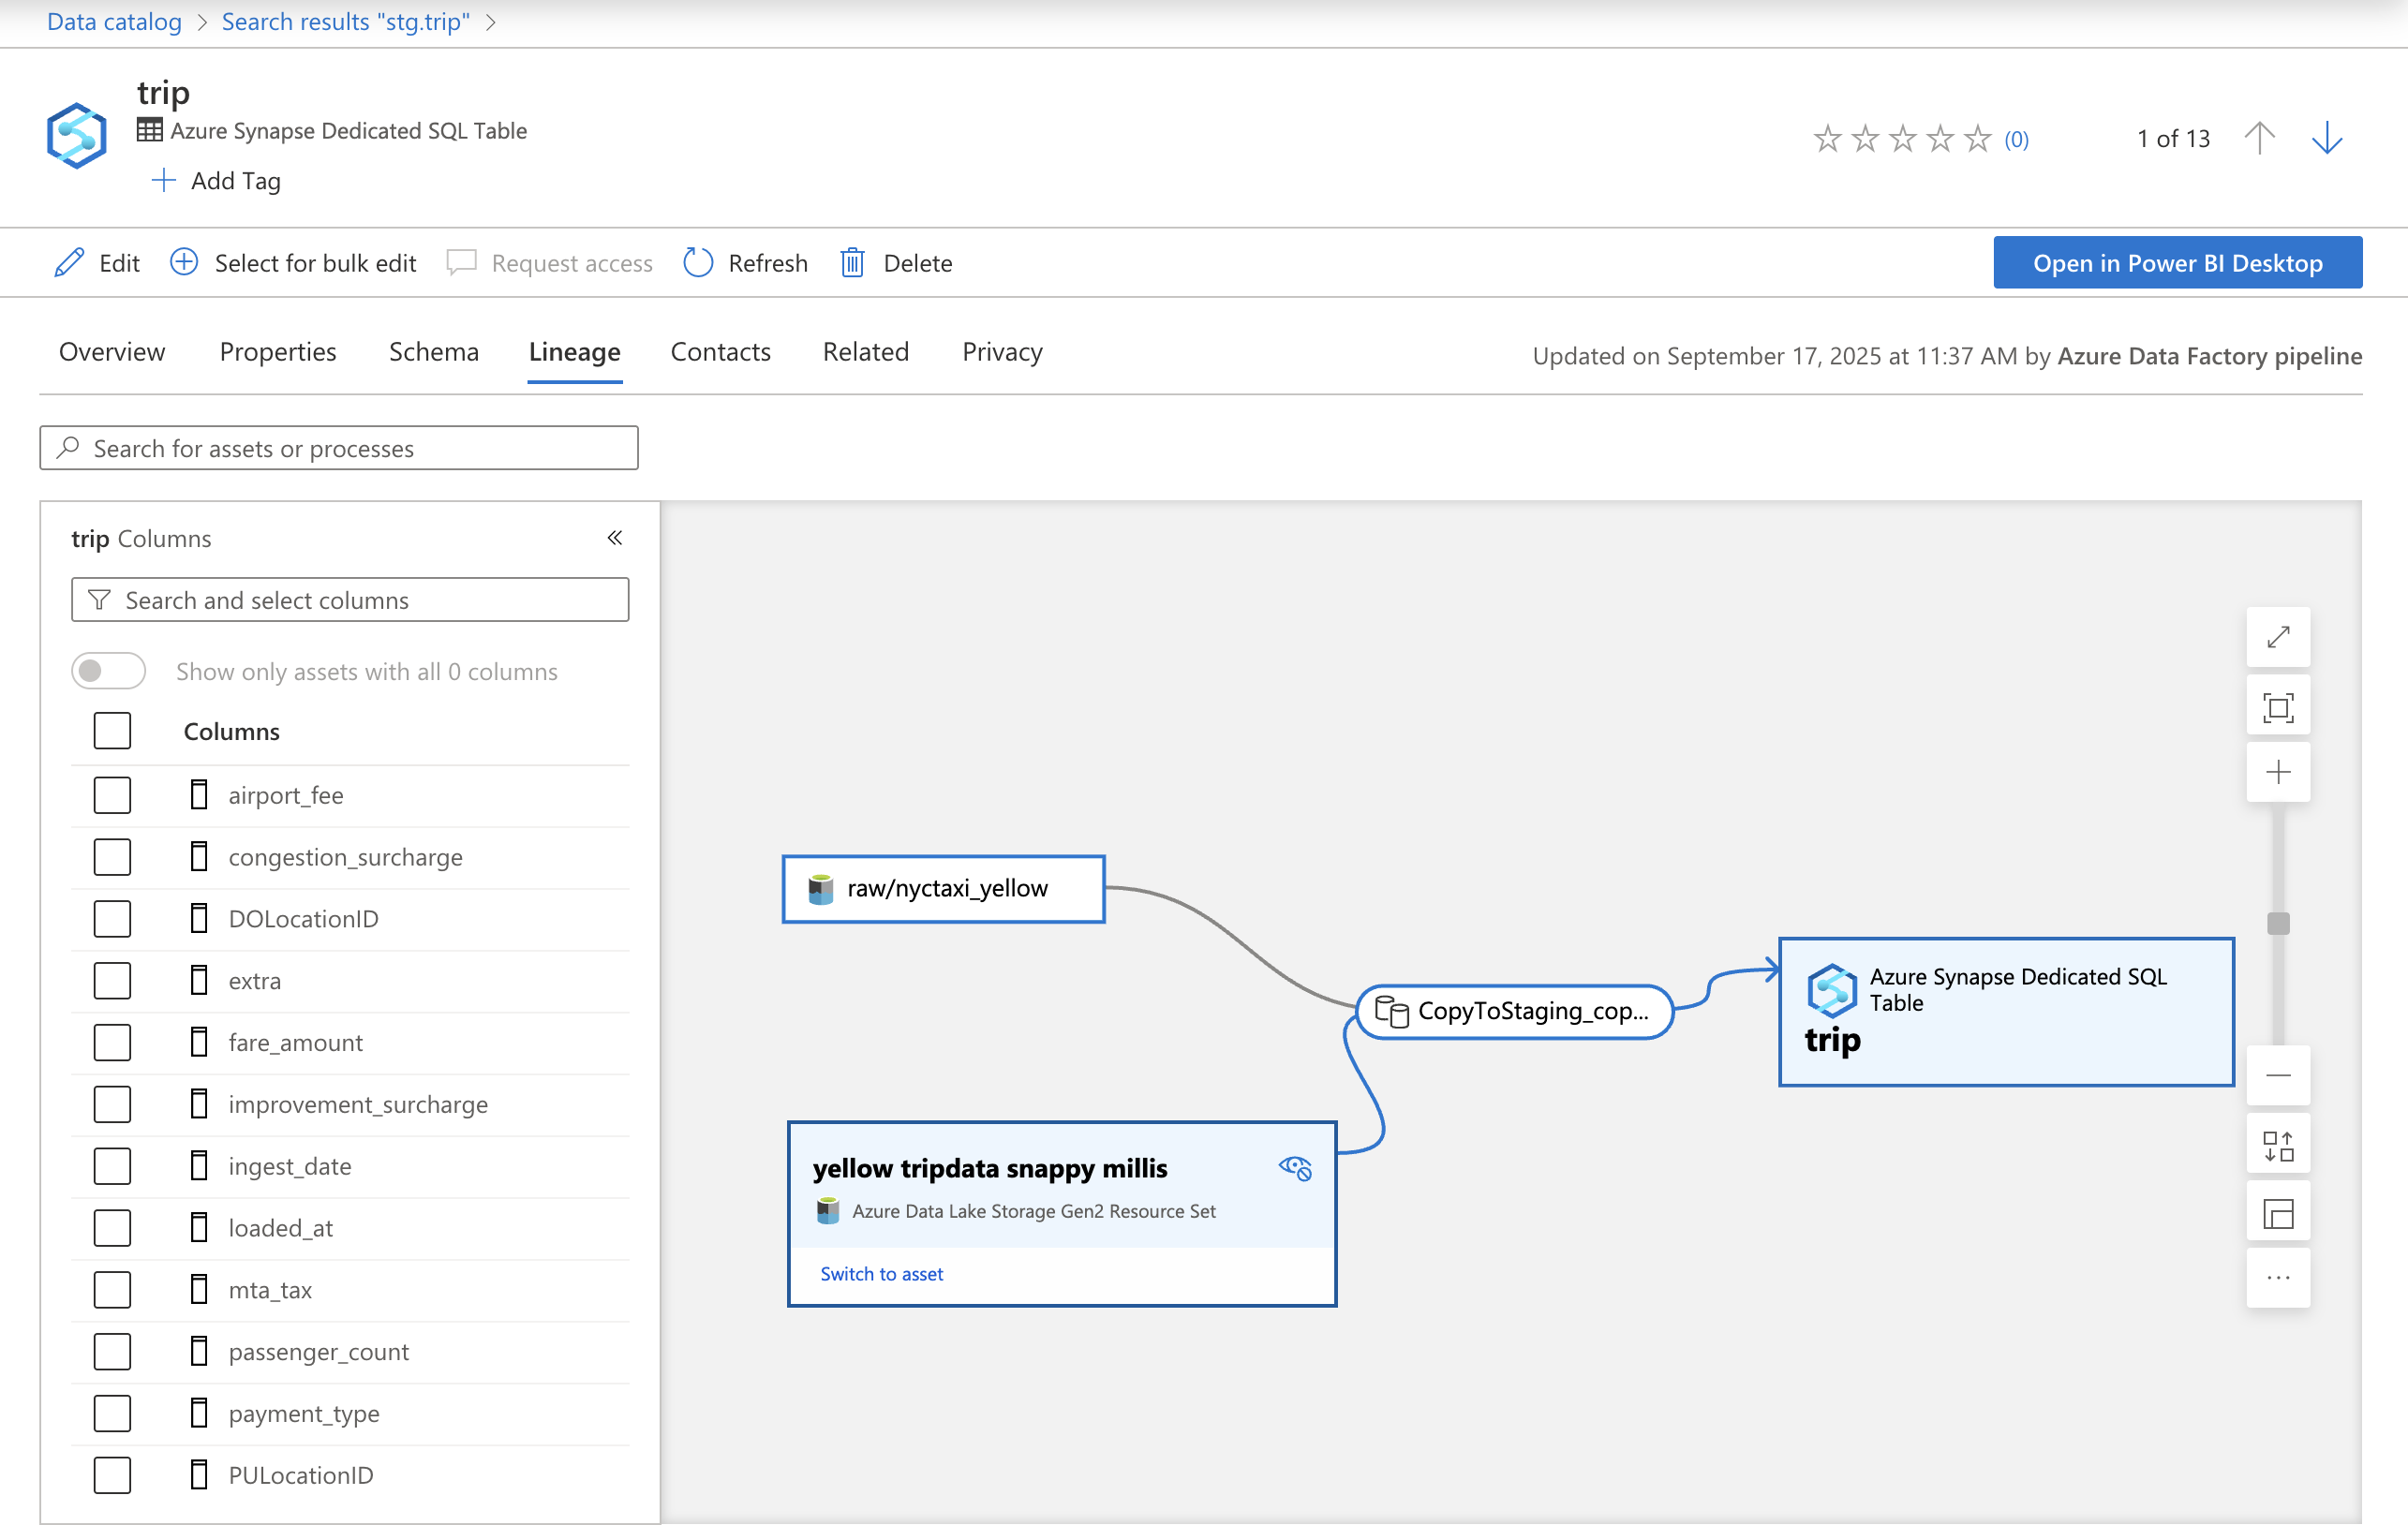 Data catalog > Search results "stg.trip" >
trip
Azure Synapse Dedicated SQL Table
Add Tag
(0)
1 of 13
Edit
Select for bulk edit
Request access
Refresh
Delete
Open in Power BI Desktop
Overview
Properties
Schema
Lineage
Contacts
Related
Privacy
Updated on September 17, 2025 at 11:37 AM by Azure Data Factory pipeline
Search for assets or processes
trip Columns
Search and select columns
Show only assets with all 0 columns
Columns
airport_fee
congestion_surcharge
DOLocationID
extra
fare_amount
improvement_surcharge
ingest_date
loaded_at
mta_tax
passenger_count
payment_type
PULocationID
raw/nyctaxi_yellow
CopyToStaging_cop...
Azure Synapse Dedicated SQL
Table
trip
yellow tripdata snappy millis
Azure Data Lake Storage Gen2 Resource Set
Switch to asset